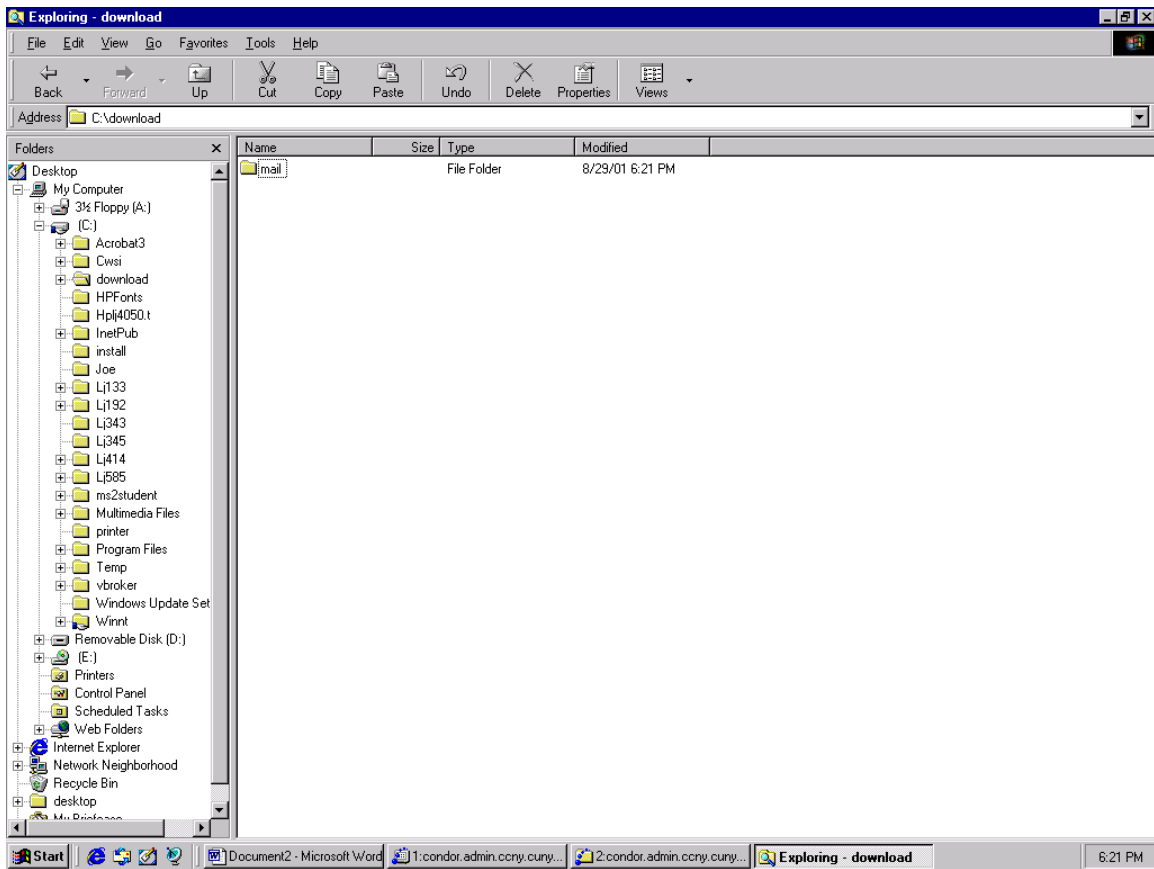 Exploring - download
File Edit View Go Favorites Tools Help
Back Forward Up Cut Copy Paste Undo Delete Properties Views
Address C:\download
Folders
Name Size Type Modified
mail File Folder 8/29/01 6:21 PM
Desktop
My Computer
3½ Floppy (A:)
(C:)
Acrobat3
Cwsi
download
HPFonts
Hplj4050.t
InetPub
install
Joe
Lj133
Lj192
Lj343
Lj345
Lj414
Lj585
ms2student
Multimedia Files
printer
Program Files
Temp
vbroker
Windows Update Set
Winnt
Removable Disk (D:)
(E:)
Printers
Control Panel
Scheduled Tasks
Web Folders
Internet Explorer
Network Neighborhood
Recycle Bin
desktop
My Briefcase
Start Document2 - Microsoft Word 1:condor.admin.ccny.cuny... 2:condor.admin.ccny.cuny... Exploring - download 6:21 PM